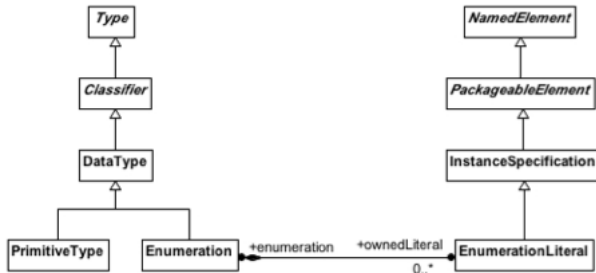 Type
NamedElement
Classifier
PackageableElement
DataType
InstanceSpecification
PrimitiveType
Enumeration
+enumeration
+ownedLiteral
EnumerationLiteral
0..*